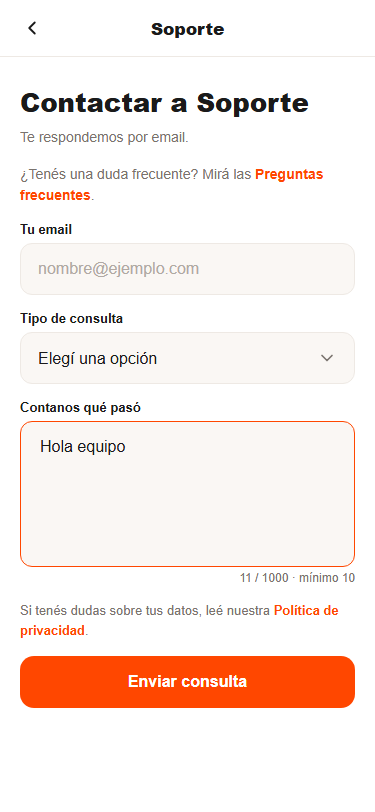 Soporte
Contactar a Soporte
Te respondemos por email.
¿Tenés una duda frecuente? Mirá las Preguntas
frecuentes.
Tu email
nombre@ejemplo.com
Tipo de consulta
Elegí una opción
Contanos qué pasó
Hola equipo
11 / 1000 · mínimo 10
Si tenés dudas sobre tus datos, leé nuestra Política de
privacidad.
Enviar consulta